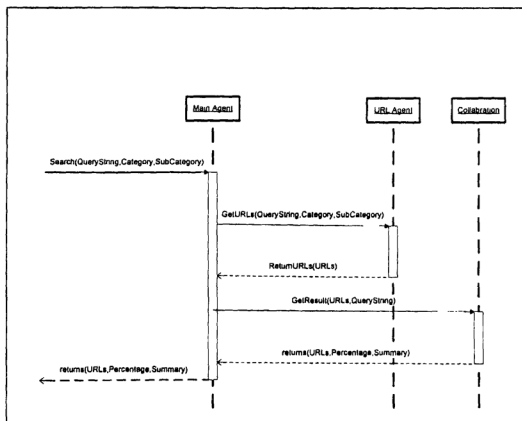 Main Agent
URL Agent
Collabration
Search(QueryString,Category,SubCategory)
GetURLs(QueryString,Category,SubCategory)
ReturnURLs(URLs)
GetResult(URLs,QueryString)
returns(URLs,Percentage,Summary)
returns(URLs,Percentage,Summary)